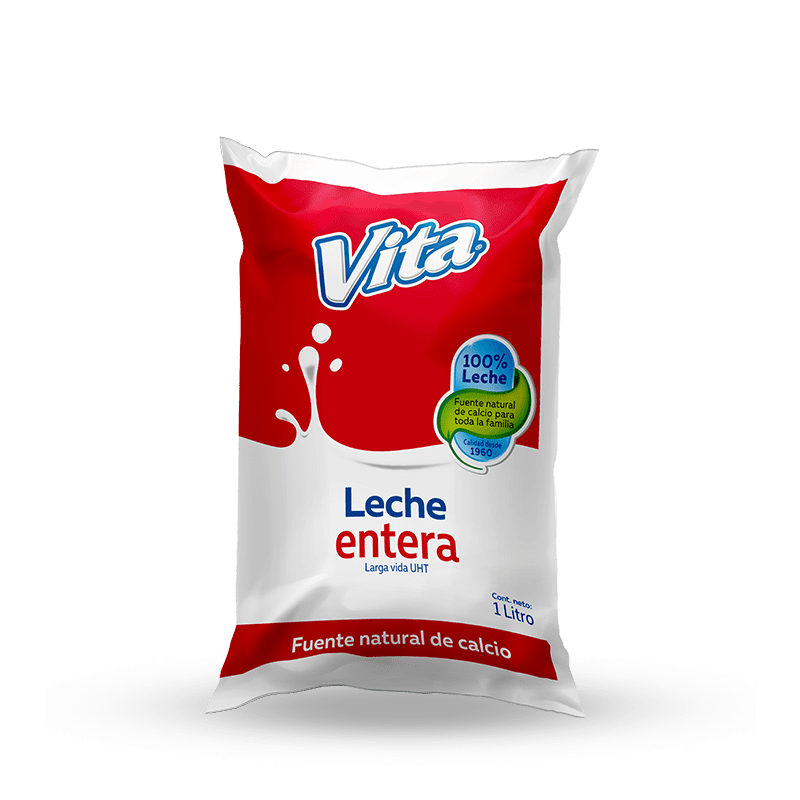 Vita
100%
Leche
Fuente natural
de calcio para
toda la familia
Calidad desde
1960
Leche
entera
Larga vida UHT
Cont. neto:
1 Litro
Fuente natural de calcio